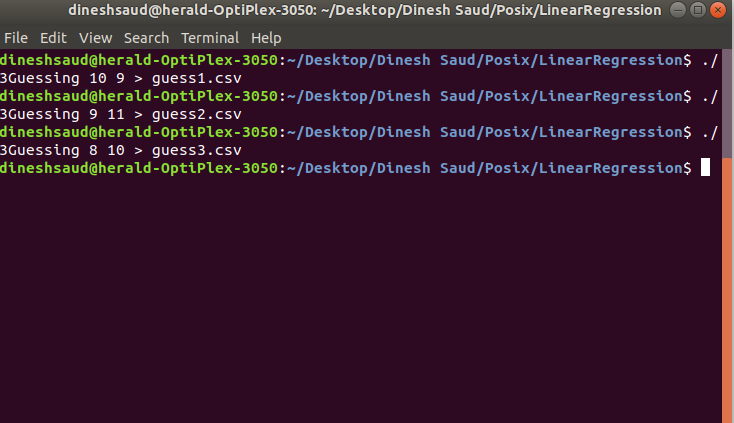 dineshsaud@herald-OptiPlex-3050: ~/Desktop/Dinesh Saud/Posix/LinearRegression
File Edit View Search Terminal Help
dineshsaud@herald-OptiPlex-3050:~/Desktop/Dinesh Saud/Posix/LinearRegression$ ./
3Guessing 10 9 > guess1.csv
dineshsaud@herald-OptiPlex-3050:~/Desktop/Dinesh Saud/Posix/LinearRegression$ ./
3Guessing 9 11 > guess2.csv
dineshsaud@herald-OptiPlex-3050:~/Desktop/Dinesh Saud/Posix/LinearRegression$ ./
3Guessing 8 10 > guess3.csv
dineshsaud@herald-OptiPlex-3050:~/Desktop/Dinesh Saud/Posix/LinearRegression$